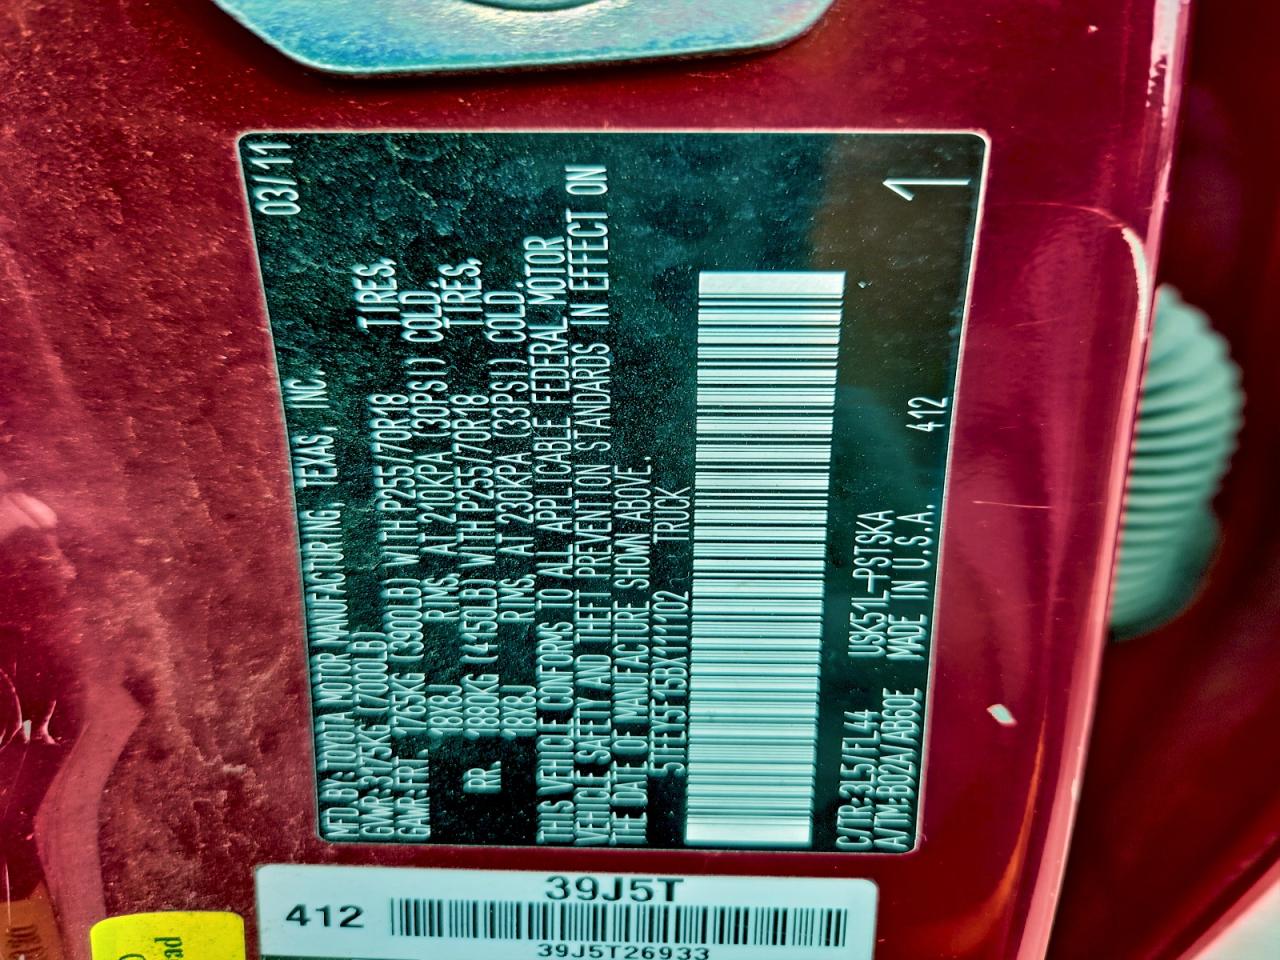 MFD BY: TOYOTA MOTOR MANUFACTURING, TEXAS, INC. 03/11
GVWR:3175KG (7000LB)
GAWR:FRT. 1765KG (3900LB) WITH P255/70R18 TIRES,
18X8J RIMS, AT 210KPA (30PSI) COLD.
RR. 1880KG (4150LB) WITH P255/70R18 TIRES,
18X8J RIMS, AT 230KPA (33PSI) COLD.
THIS VEHICLE CONFORMS TO ALL APPLICABLE FEDERAL MOTOR
VEHICLE SAFETY AND THEFT PREVENTION STANDARDS IN EFFECT ON
THE DATE OF MANUFACTURE SHOWN ABOVE.
TRUCK
C/TR:3L5/FL44 USK51L-PSTSKA
A/TM:B02A/AB60E MADE IN U.S.A. 412
1
39J5T
412
39J5T26933